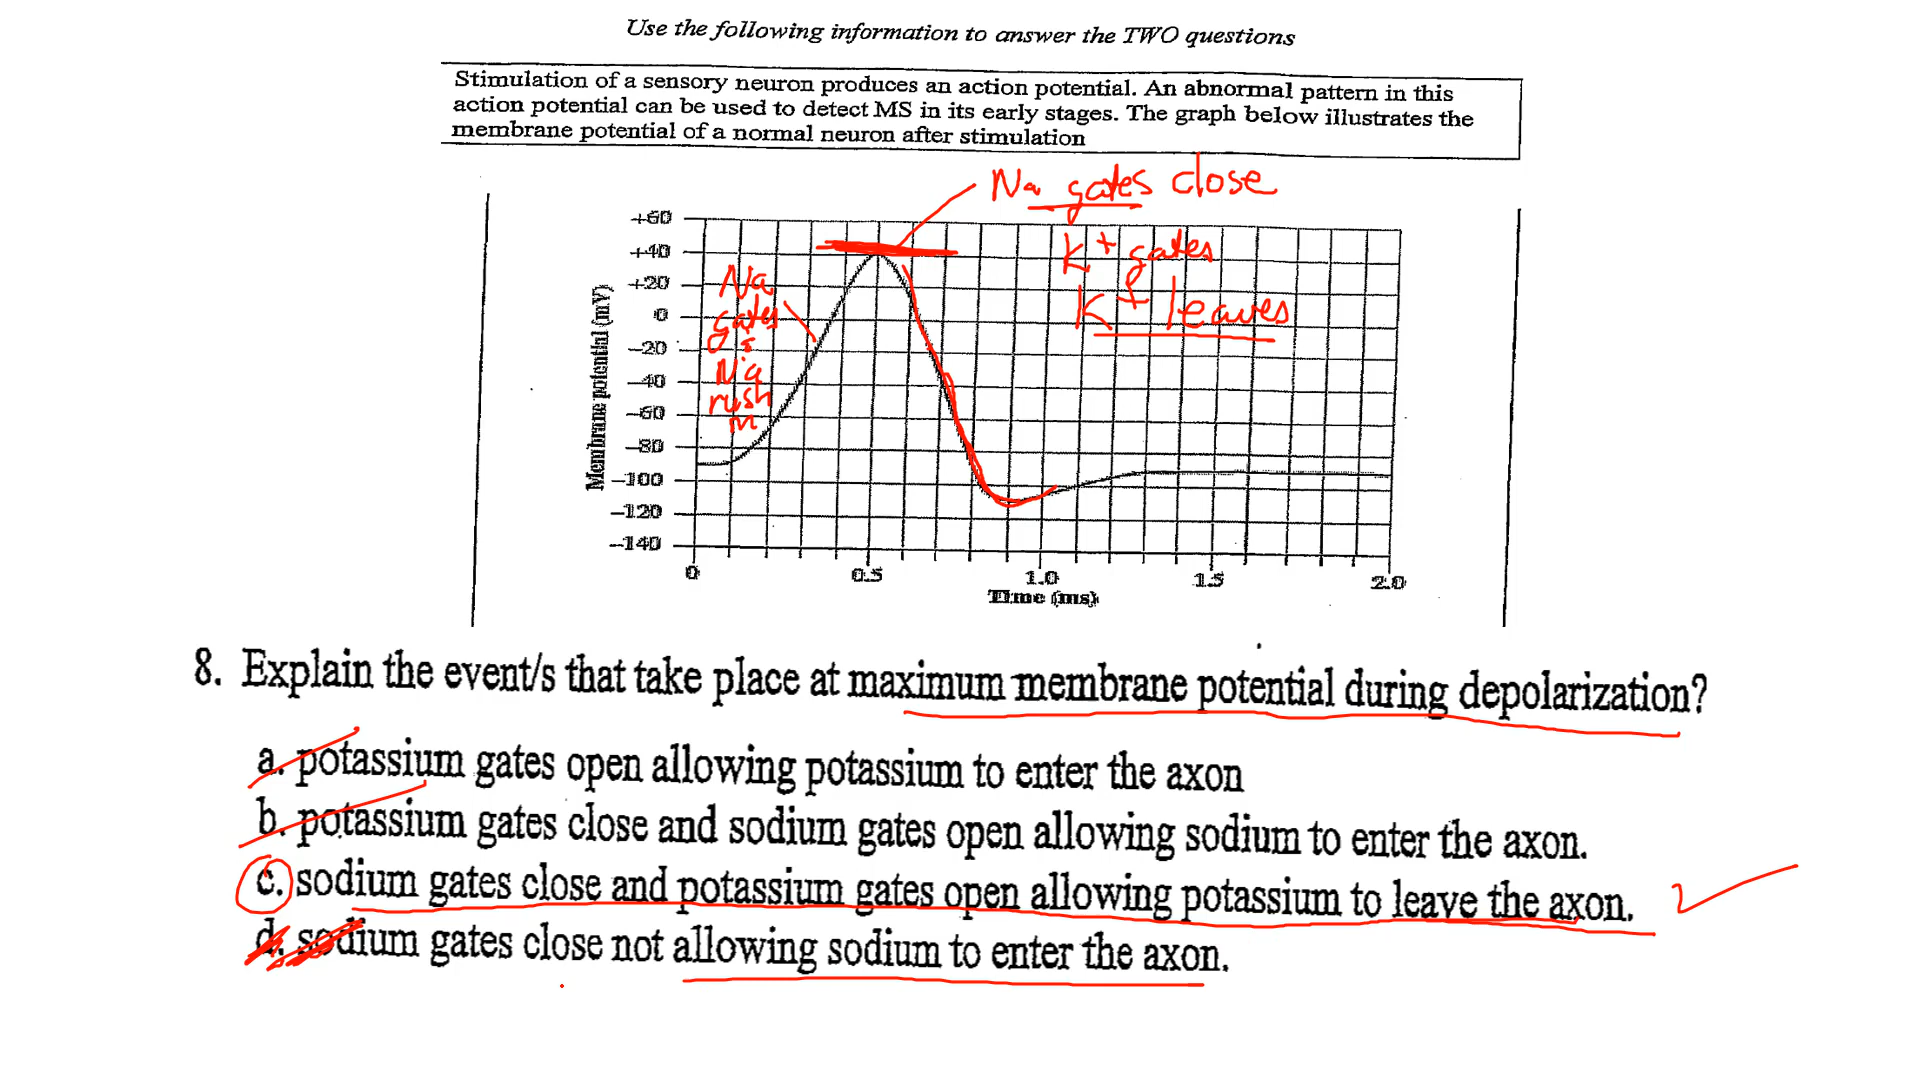 Use the following information to answer the TWO questions
Stimulation of a sensory neuron produces an action potential. An abnormal pattern in this
action potential can be used to detect MS in its early stages. The graph below illustrates the
membrane potential of a normal neuron after stimulation
Na gates close
K+ gates
K+ leaves
Na
gates
Na
rush
in
Membrane potential (mV)
+60
+40
+20
0
−20
−40
−60
−80
−100
−120
−140
0 0.5 1.0 1.5 2.0
Time (ms)
8. Explain the event/s that take place at maximum membrane potential during depolarization?
a. potassium gates open allowing potassium to enter the axon
b. potassium gates close and sodium gates open allowing sodium to enter the axon.
c. sodium gates close and potassium gates open allowing potassium to leave the axon.
d. sodium gates close not allowing sodium to enter the axon.